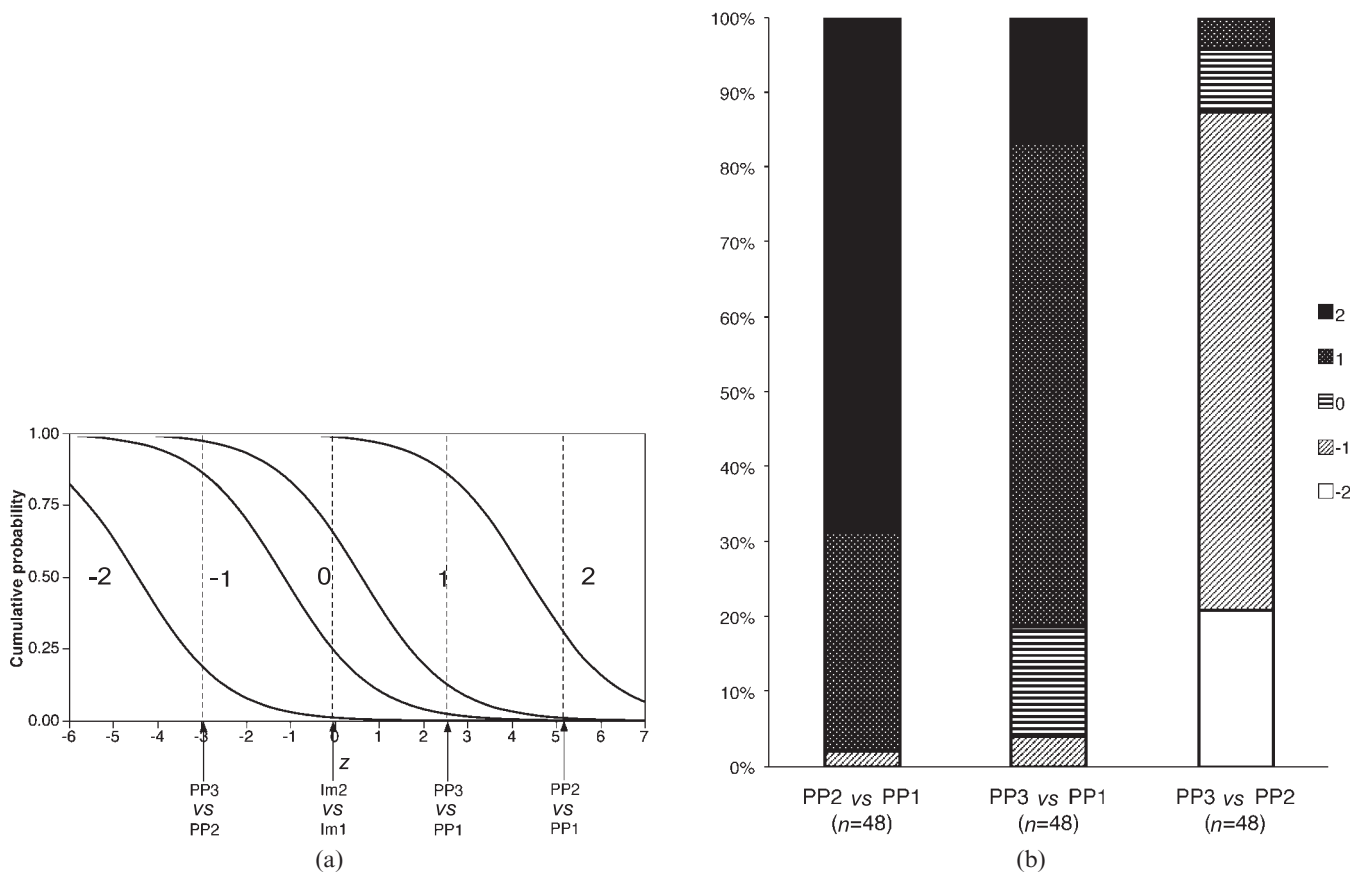 1.00
0.75
0.50
0.25
0.00
Cumulative probability
-2 -1 0 1 2
-6 -5 -4 -3 -2 -1 0 1 2 3 4 5 6 7
z
PP3 Im2 PP3 PP2
vs vs vs vs
PP2 Im1 PP1 PP1
(a)
100%
90%
80%
70%
60%
50%
40%
30%
20%
10%
0%
PP2 vs PP1 PP3 vs PP1 PP3 vs PP2
(n=48) (n=48) (n=48)
2
1
0
-1
-2
(b)